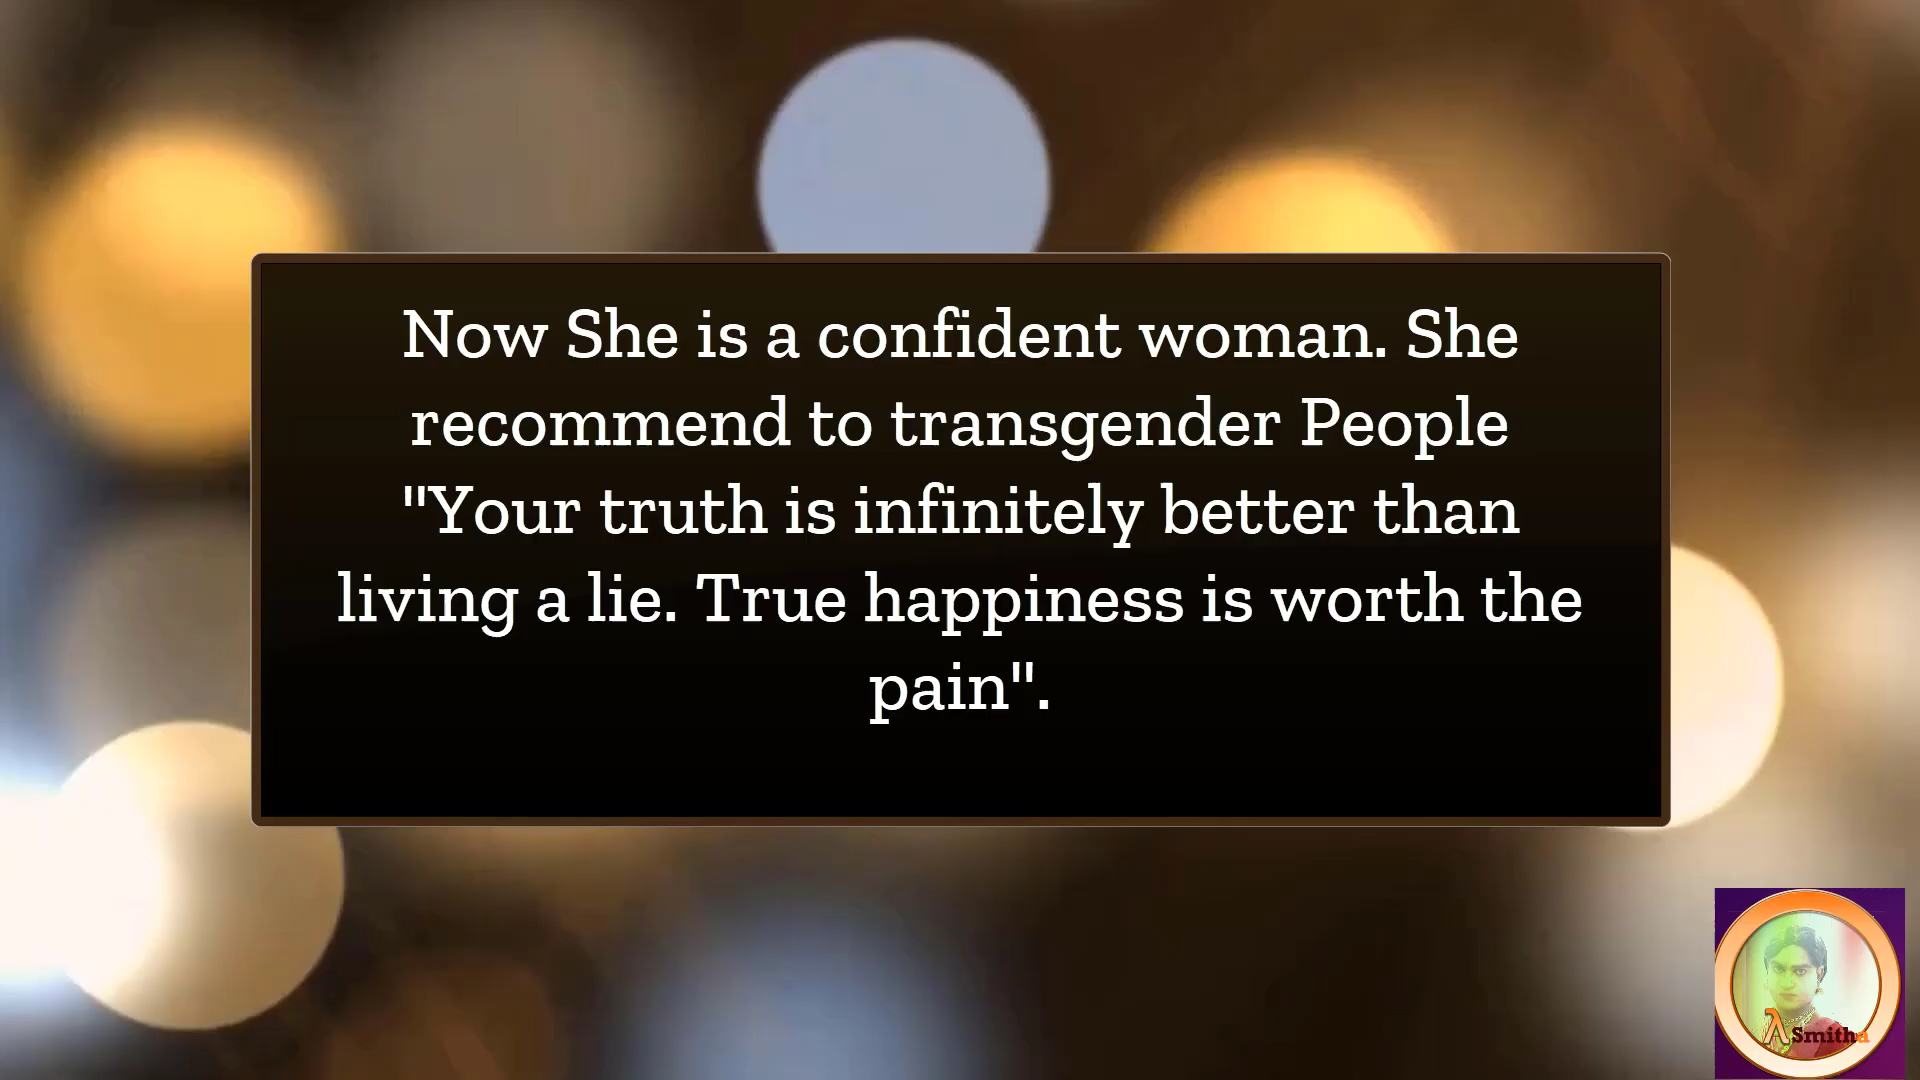 Now She is a confident woman. She
recommend to transgender People
"Your truth is infinitely better than
living a lie. True happiness is worth the
pain".
λ Smitha